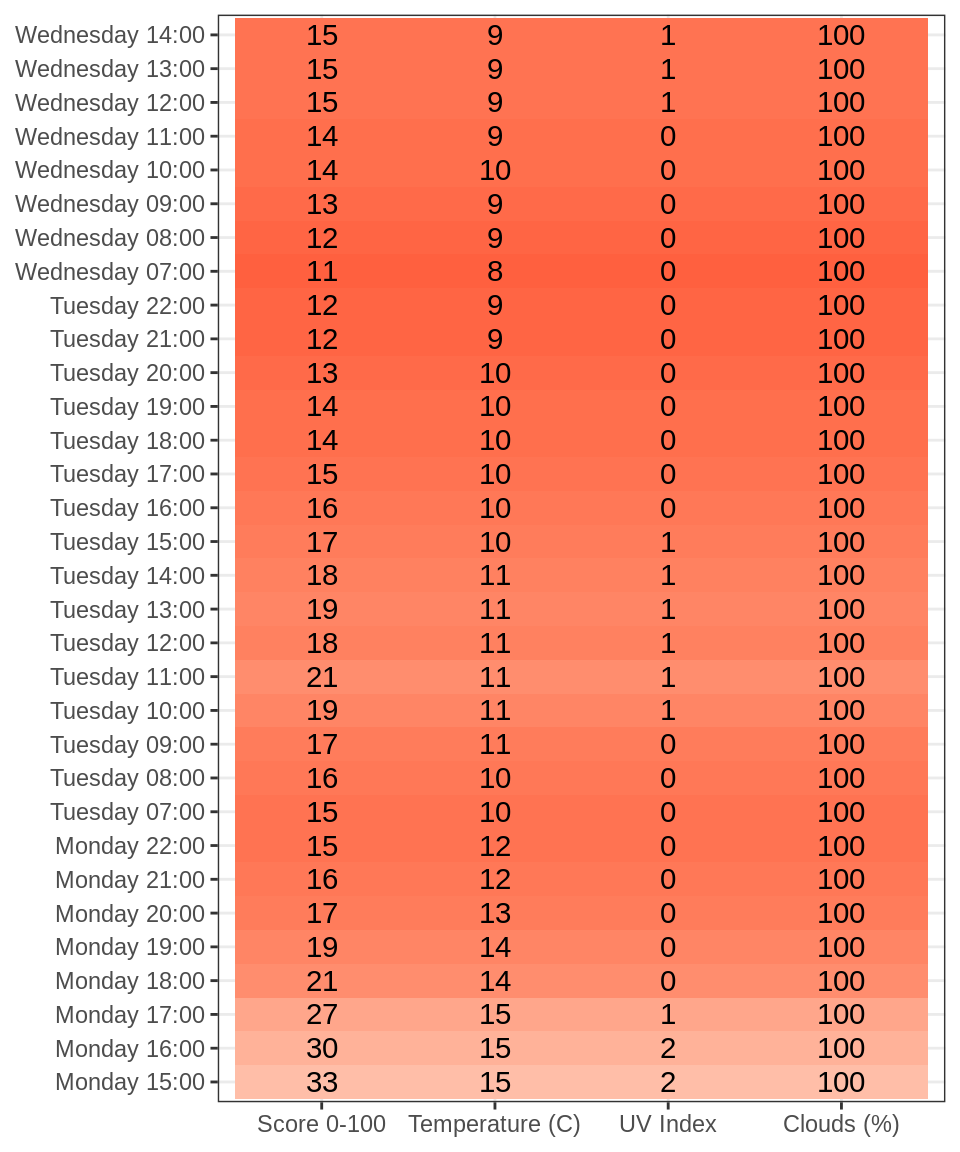 Wednesday 14:00 15 9 1 100
Wednesday 13:00 15 9 1 100
Wednesday 12:00 15 9 1 100
Wednesday 11:00 14 9 0 100
Wednesday 10:00 14 10 0 100
Wednesday 09:00 13 9 0 100
Wednesday 08:00 12 9 0 100
Wednesday 07:00 11 8 0 100
Tuesday 22:00 12 9 0 100
Tuesday 21:00 12 9 0 100
Tuesday 20:00 13 10 0 100
Tuesday 19:00 14 10 0 100
Tuesday 18:00 14 10 0 100
Tuesday 17:00 15 10 0 100
Tuesday 16:00 16 10 0 100
Tuesday 15:00 17 10 1 100
Tuesday 14:00 18 11 1 100
Tuesday 13:00 19 11 1 100
Tuesday 12:00 18 11 1 100
Tuesday 11:00 21 11 1 100
Tuesday 10:00 19 11 1 100
Tuesday 09:00 17 11 0 100
Tuesday 08:00 16 10 0 100
Tuesday 07:00 15 10 0 100
Monday 22:00 15 12 0 100
Monday 21:00 16 12 0 100
Monday 20:00 17 13 0 100
Monday 19:00 19 14 0 100
Monday 18:00 21 14 0 100
Monday 17:00 27 15 1 100
Monday 16:00 30 15 2 100
Monday 15:00 33 15 2 100
Score 0-100 Temperature (C) UV Index Clouds (%)